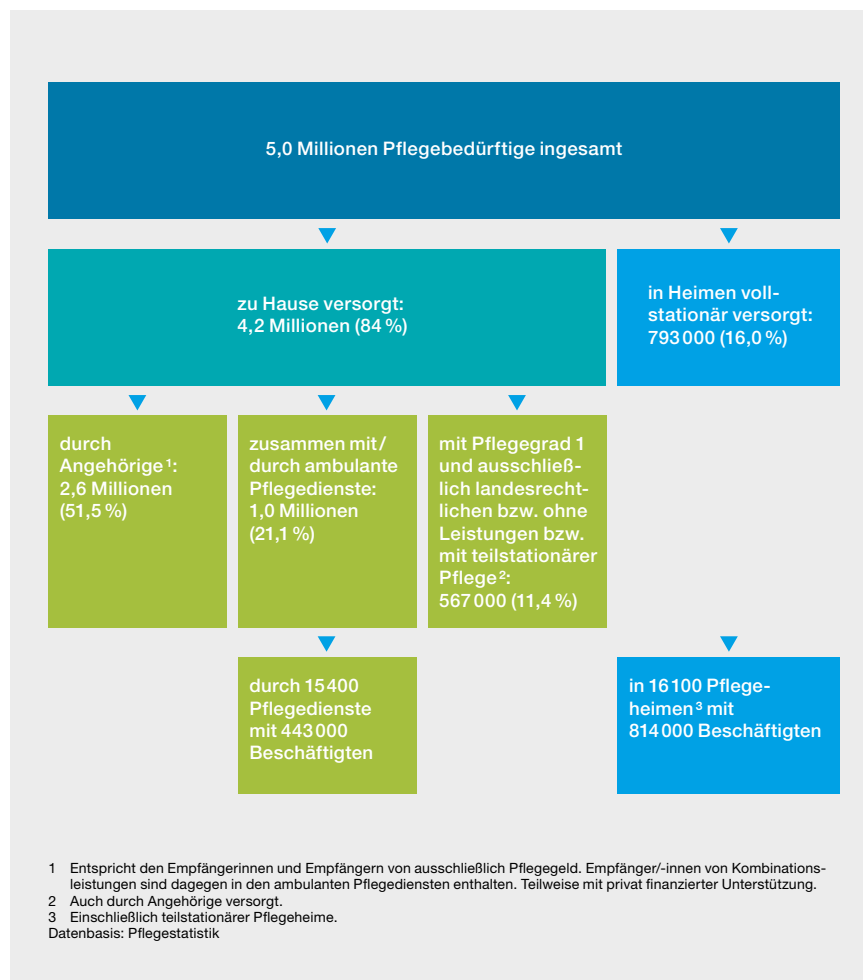 5,0 Millionen Pflegebedürftige ingesamt
zu Hause versorgt:
4,2 Millionen (84 %)
in Heimen voll-
stationär versorgt:
793 000 (16,0 %)
durch
Angehörige¹:
2,6 Millionen
(51,5 %)
zusammen mit/
durch ambulante
Pflegedienste:
1,0 Millionen
(21,1 %)
mit Pflegegrad 1
und ausschließ-
lich landesrecht-
lichen bzw. ohne
Leistungen bzw.
mit teilstationärer
Pflege²:
567 000 (11,4 %)
durch 15 400
Pflegedienste
mit 443 000
Beschäftigten
in 16 100 Pflege-
heimen³ mit
814 000 Beschäftigten
1 Entspricht den Empfängerinnen und Empfängern von ausschließlich Pflegegeld. Empfänger/-innen von Kombinations-
leistungen sind dagegen in den ambulanten Pflegediensten enthalten. Teilweise mit privat finanzierter Unterstützung.
2 Auch durch Angehörige versorgt.
3 Einschließlich teilstationärer Pflegeheime.
Datenbasis: Pflegestatistik